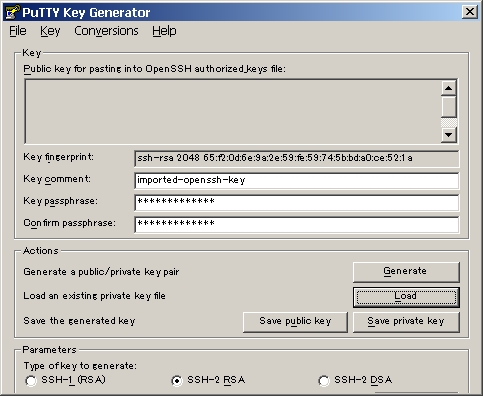 PuTTY Key Generator
File Key Conversions Help
Key
Public key for pasting into OpenSSH authorized_keys file:
Key fingerprint: ssh-rsa 2048 65:f2:0d:6e:9a:2e:59:fe:59:74:5b:bd:a0:ce:52:1a
Key comment: imported-openssh-key
Key passphrase: *************
Confirm passphrase: *************
Actions
Generate a public/private key pair Generate
Load an existing private key file Load
Save the generated key Save public key Save private key
Parameters
Type of key to generate:
SSH-1 (RSA) SSH-2 RSA SSH-2 DSA